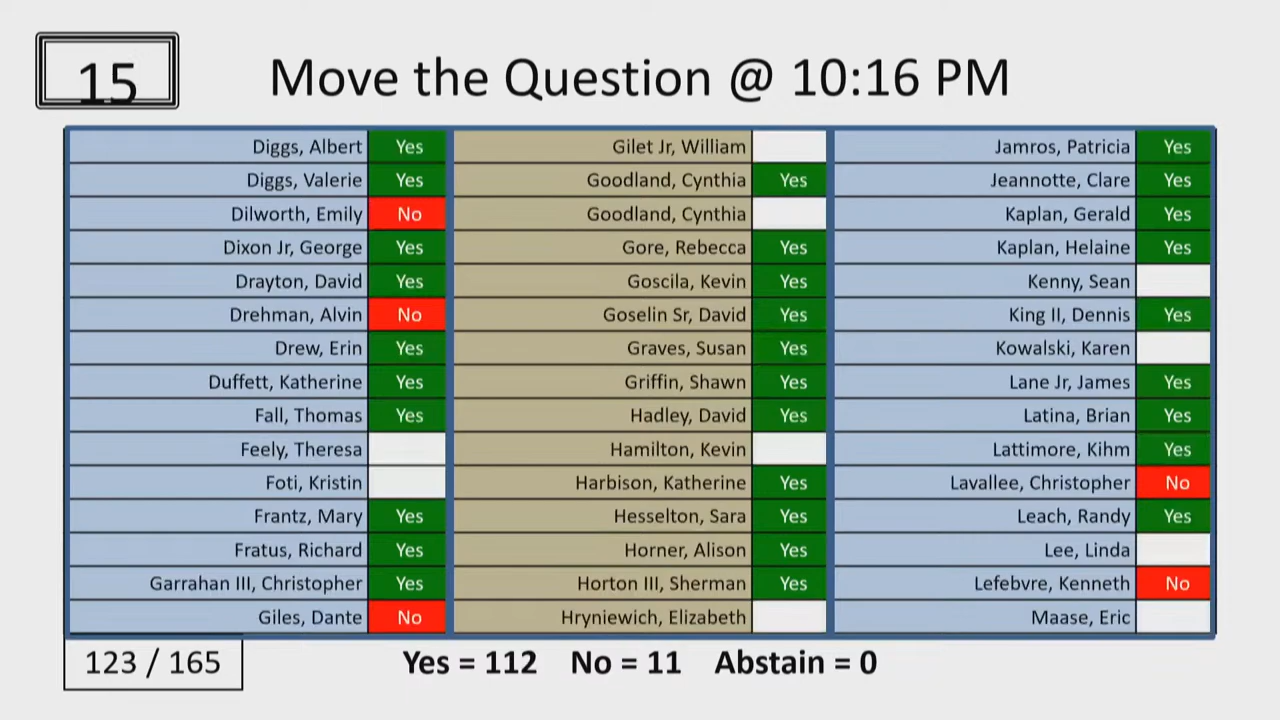 15
Move the Question @ 10:16 PM
Diggs, Albert Yes Gilet Jr, William Jamros, Patricia Yes
Diggs, Valerie Yes Goodland, Cynthia Yes Jeannotte, Clare Yes
Dilworth, Emily No Goodland, Cynthia Kaplan, Gerald Yes
Dixon Jr, George Yes Gore, Rebecca Yes Kaplan, Helaine Yes
Drayton, David Yes Goscila, Kevin Yes Kenny, Sean
Drehman, Alvin No Goselin Sr, David Yes King II, Dennis Yes
Drew, Erin Yes Graves, Susan Yes Kowalski, Karen
Duffett, Katherine Yes Griffin, Shawn Yes Lane Jr, James Yes
Fall, Thomas Yes Hadley, David Yes Latina, Brian Yes
Feely, Theresa Hamilton, Kevin Lattimore, Kihm Yes
Foti, Kristin Harbison, Katherine Yes Lavallee, Christopher No
Frantz, Mary Yes Hesselton, Sara Yes Leach, Randy Yes
Fratus, Richard Yes Horner, Alison Yes Lee, Linda
Garrahan III, Christopher Yes Horton III, Sherman Yes Lefebvre, Kenneth No
Giles, Dante No Hryniewich, Elizabeth Maase, Eric
123 / 165 Yes = 112 No = 11 Abstain = 0